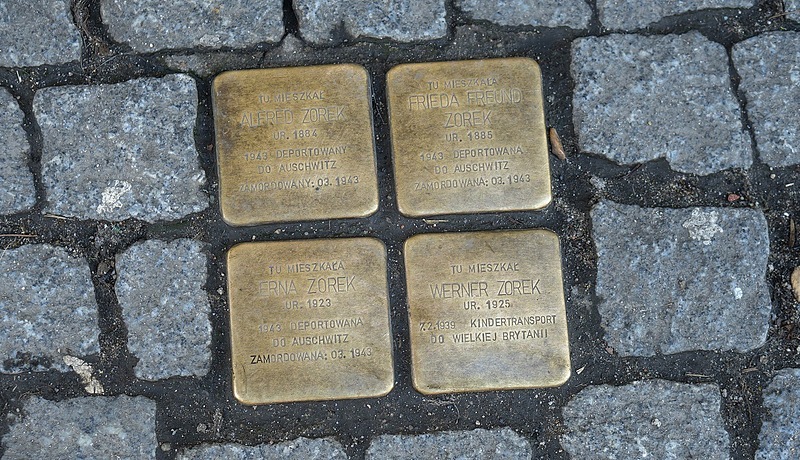 TU MIESZKAŁ
ALFRED ZOREK
UR. 1884
1943 DEPORTOWANY
DO AUSCHWITZ
ZAMORDOWANY: 03. 1943
TU MIESZKAŁA
FRIEDA FREUND
ZOREK
UR. 1885
1943 DEPORTOWANA
DO AUSCHWITZ
ZAMORDOWANA: 03. 1943
TU MIESZKAŁA
ERNA ZOREK
UR. 1923
1943 DEPORTOWANA
DO AUSCHWITZ
ZAMORDOWANA: 03. 1943
TU MIESZKAŁ
WERNER ZOREK
UR. 1925
7.2.1939 - KINDERTRANSPORT
DO WIELKIEJ BRYTANII